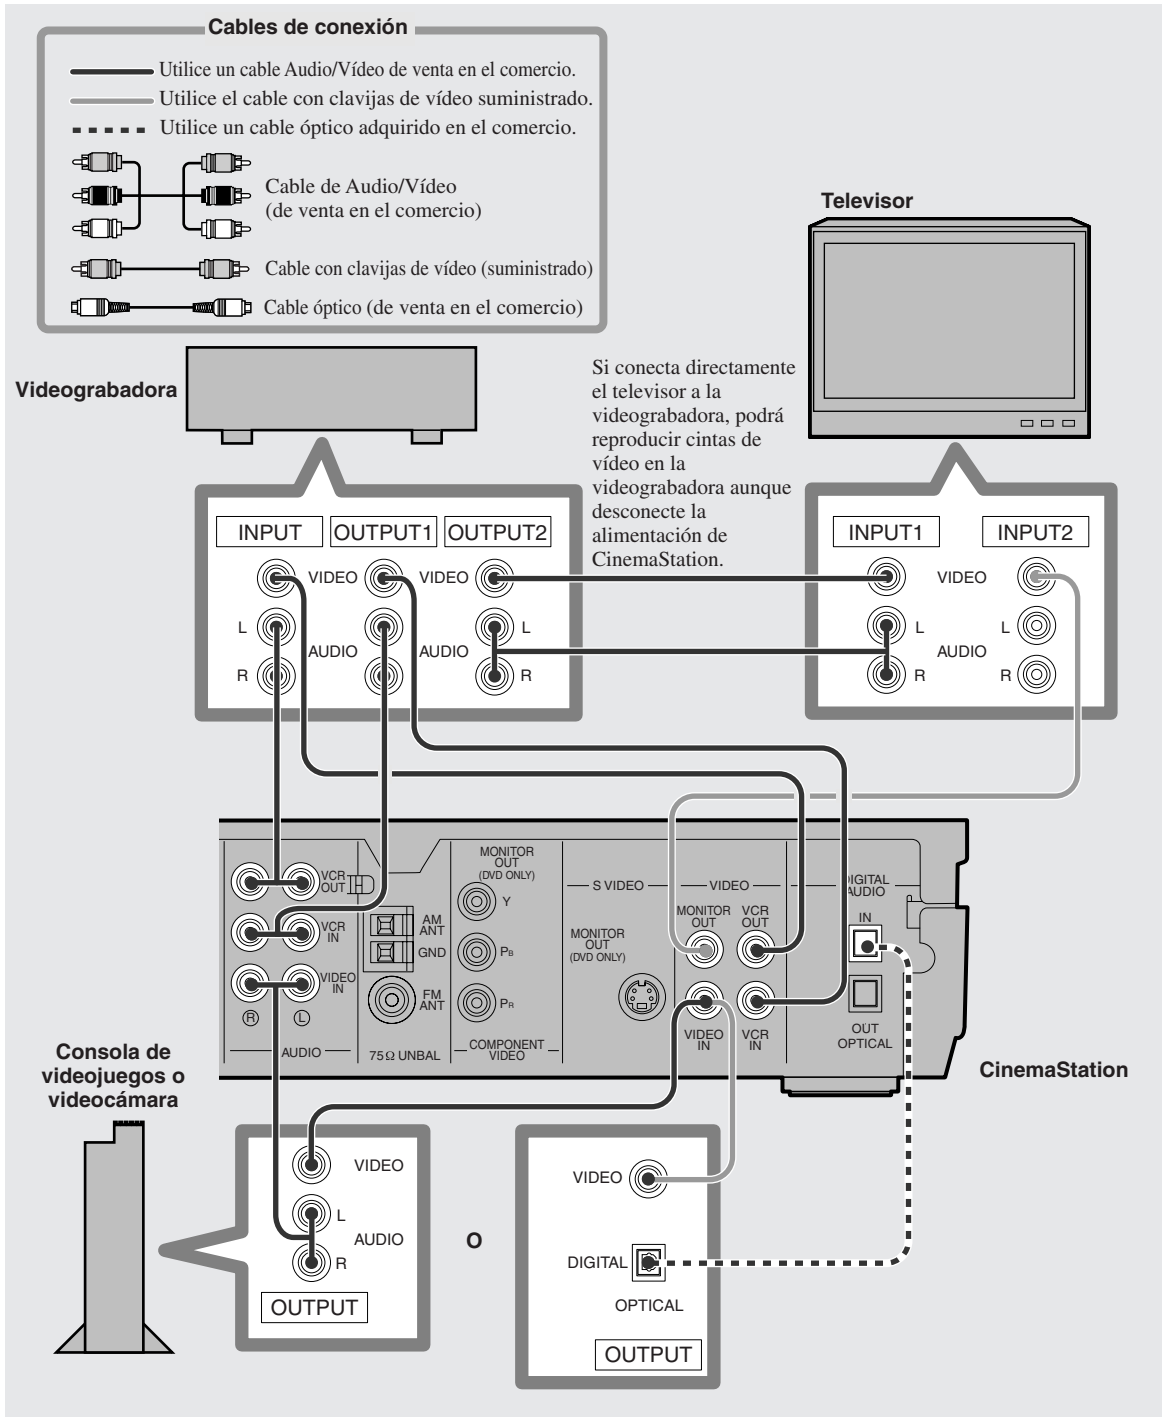 Cables de conexión
Utilice un cable Audio/Vídeo de venta en el comercio.
Utilice el cable con clavijas de vídeo suministrado.
Utilice un cable óptico adquirido en el comercio.
Cable de Audio/Vídeo
(de venta en el comercio)
Cable con clavijas de vídeo (suministrado)
Cable óptico (de venta en el comercio)
Televisor
Videograbadora
Si conecta directamente
el televisor a la
videograbadora, podrá
reproducir cintas de
vídeo en la
videograbadora aunque
desconecte la
alimentación de
CinemaStation.
INPUT OUTPUT1 OUTPUT2
VIDEO VIDEO
L L
AUDIO AUDIO
R R
INPUT1 INPUT2
VIDEO
L L
AUDIO
R R
VCR
OUT
VCR
IN
VIDEO
IN
R L
AUDIO
AM
ANT
GND
FM
ANT
75Ω UNBAL
MONITOR
OUT
(DVD ONLY)
Y
PB
PR
COMPONENT
VIDEO
S VIDEO
MONITOR
OUT
(DVD ONLY)
VIDEO
MONITOR
OUT
VCR
OUT
VIDEO
IN
VCR
IN
DIGITAL
AUDIO
IN
OUT
OPTICAL
CinemaStation
Consola de
videojuegos o
videocámara
VIDEO
L
AUDIO
R
OUTPUT
O
VIDEO
DIGITAL
OPTICAL
OUTPUT